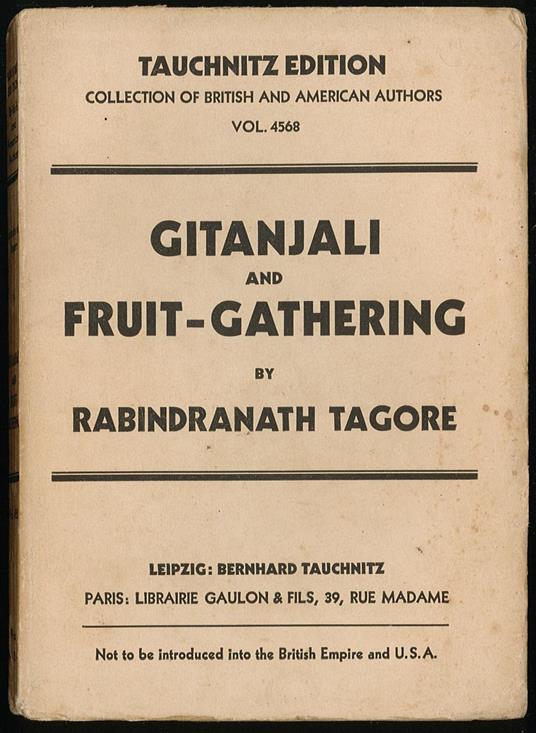 TAUCHNITZ EDITION
COLLECTION OF BRITISH AND AMERICAN AUTHORS
VOL. 4568
GITANJALI
AND
FRUIT-GATHERING
BY
RABINDRANATH TAGORE
LEIPZIG: BERNHARD TAUCHNITZ
PARIS: LIBRAIRIE GAULON & FILS, 39, RUE MADAME
Not to be introduced into the British Empire and U.S.A.